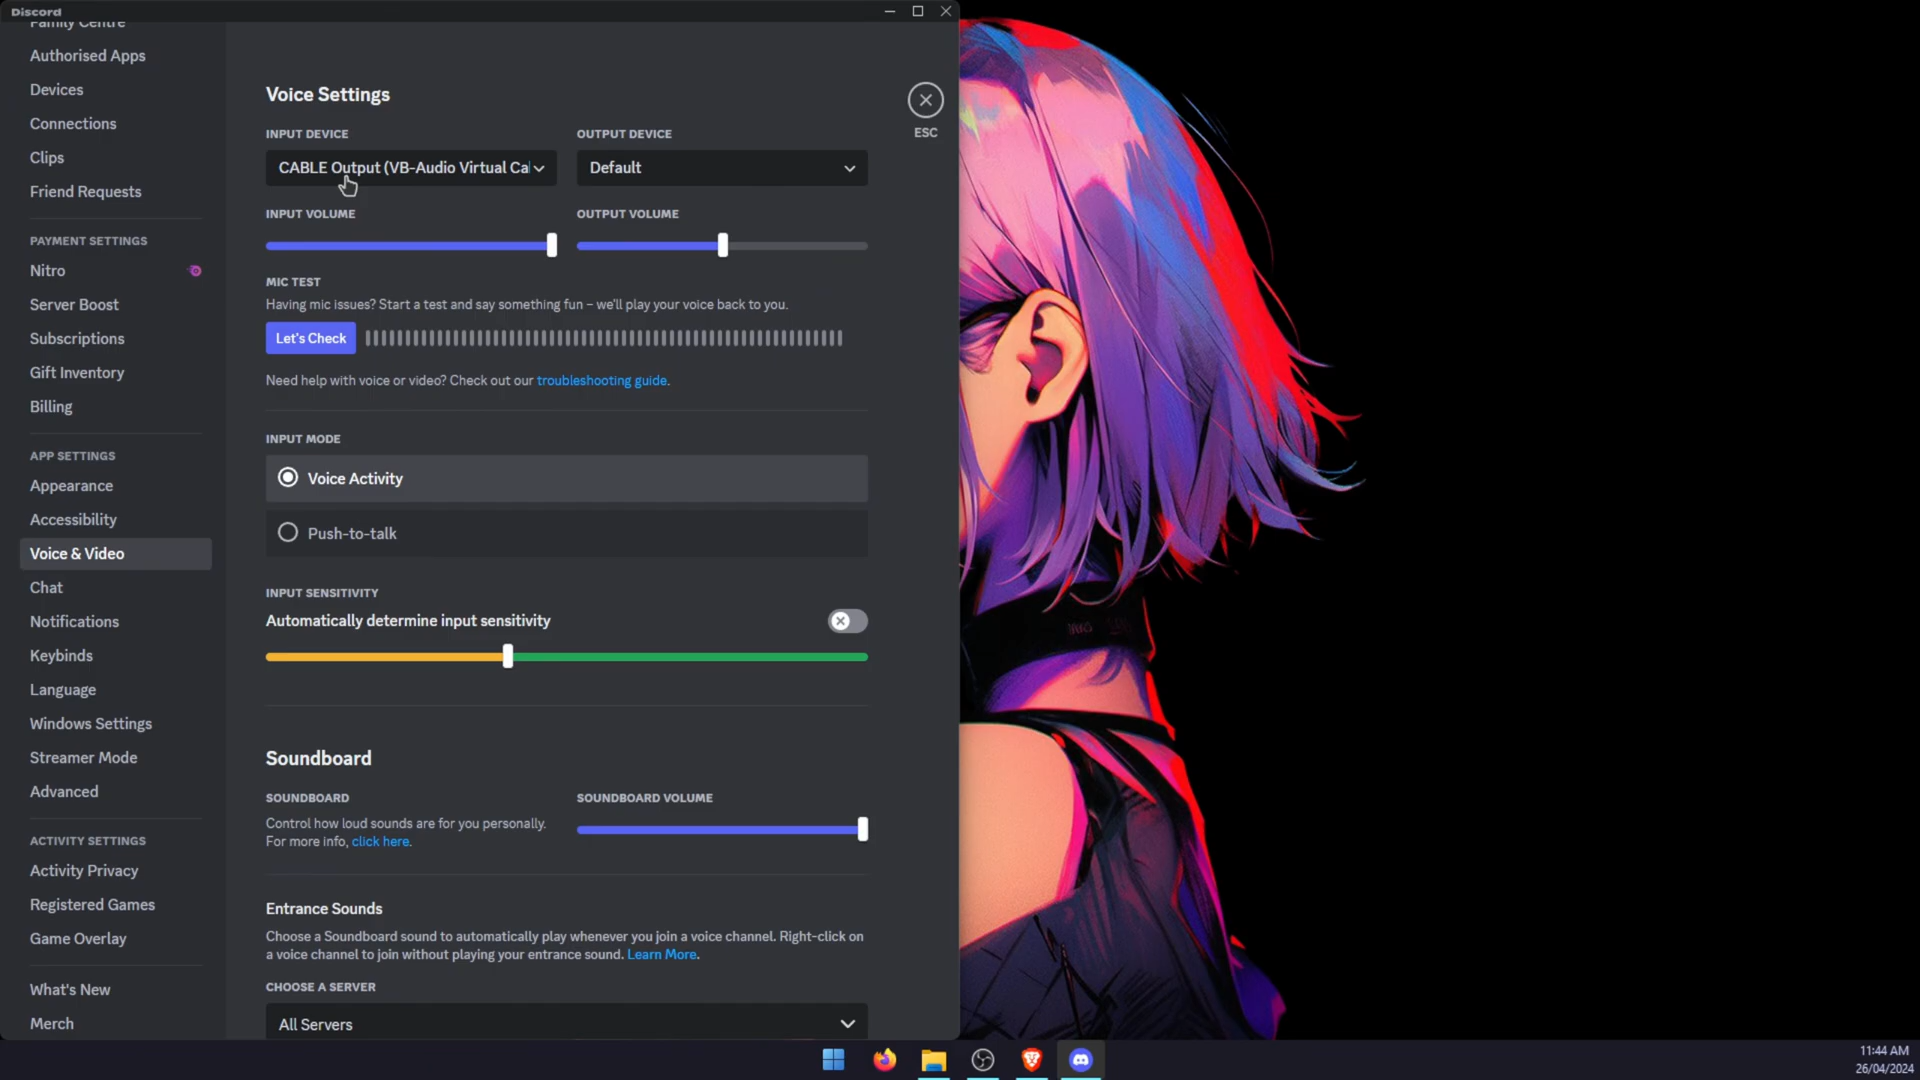 Discord
Family Centre
Authorised Apps
Devices
Connections
Clips
Friend Requests
PAYMENT SETTINGS
Nitro
Server Boost
Subscriptions
Gift Inventory
Billing
APP SETTINGS
Appearance
Accessibility
Voice & Video
Chat
Notifications
Keybinds
Language
Windows Settings
Streamer Mode
Advanced
ACTIVITY SETTINGS
Activity Privacy
Registered Games
Game Overlay
What's New
Merch
Voice Settings
ESC
INPUT DEVICE
CABLE Output (VB-Audio Virtual Ca
OUTPUT DEVICE
Default
INPUT VOLUME
OUTPUT VOLUME
MIC TEST
Having mic issues? Start a test and say something fun – we'll play your voice back to you.
Let's Check
Need help with voice or video? Check out our troubleshooting guide.
INPUT MODE
Voice Activity
Push-to-talk
INPUT SENSITIVITY
Automatically determine input sensitivity
Soundboard
SOUNDBOARD
Control how loud sounds are for you personally.
For more info, click here.
SOUNDBOARD VOLUME
Entrance Sounds
Choose a Soundboard sound to automatically play whenever you join a voice channel. Right-click on
a voice channel to join without playing your entrance sound. Learn More.
CHOOSE A SERVER
All Servers
11:44 AM
26/04/2024